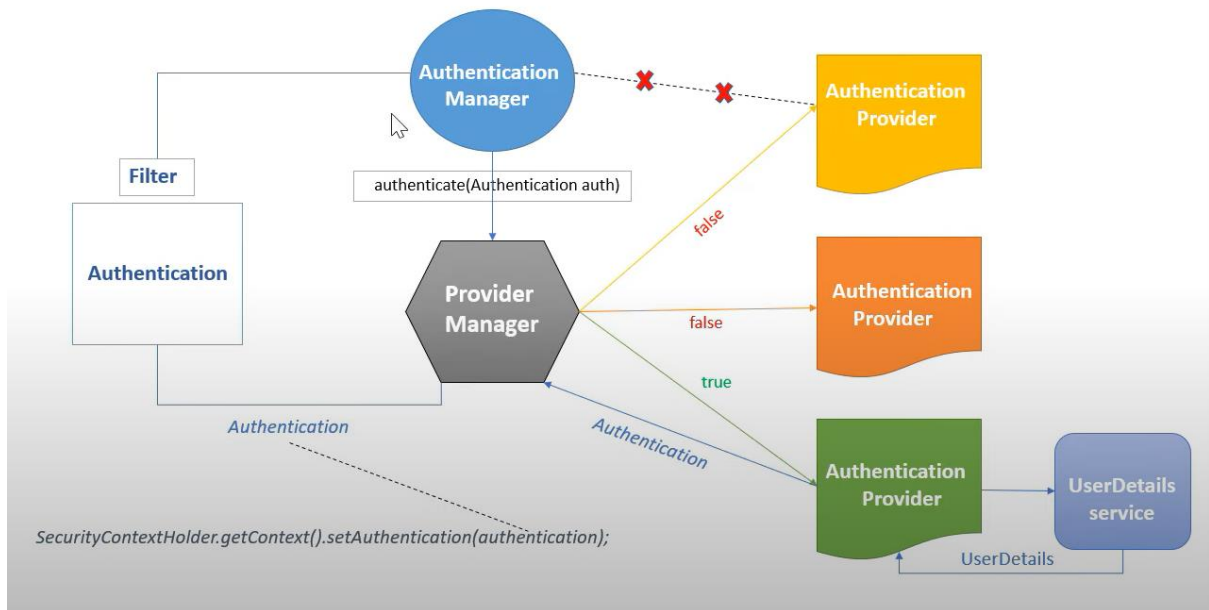 Authentication
Manager
Authentication
Provider
Filter
authenticate(Authentication auth)
false
Authentication
Provider
Manager
Authentication
Provider
false
true
Authentication
Authentication
Authentication
Provider
UserDetails
service
SecurityContextHolder.getContext().setAuthentication(authentication);
UserDetails